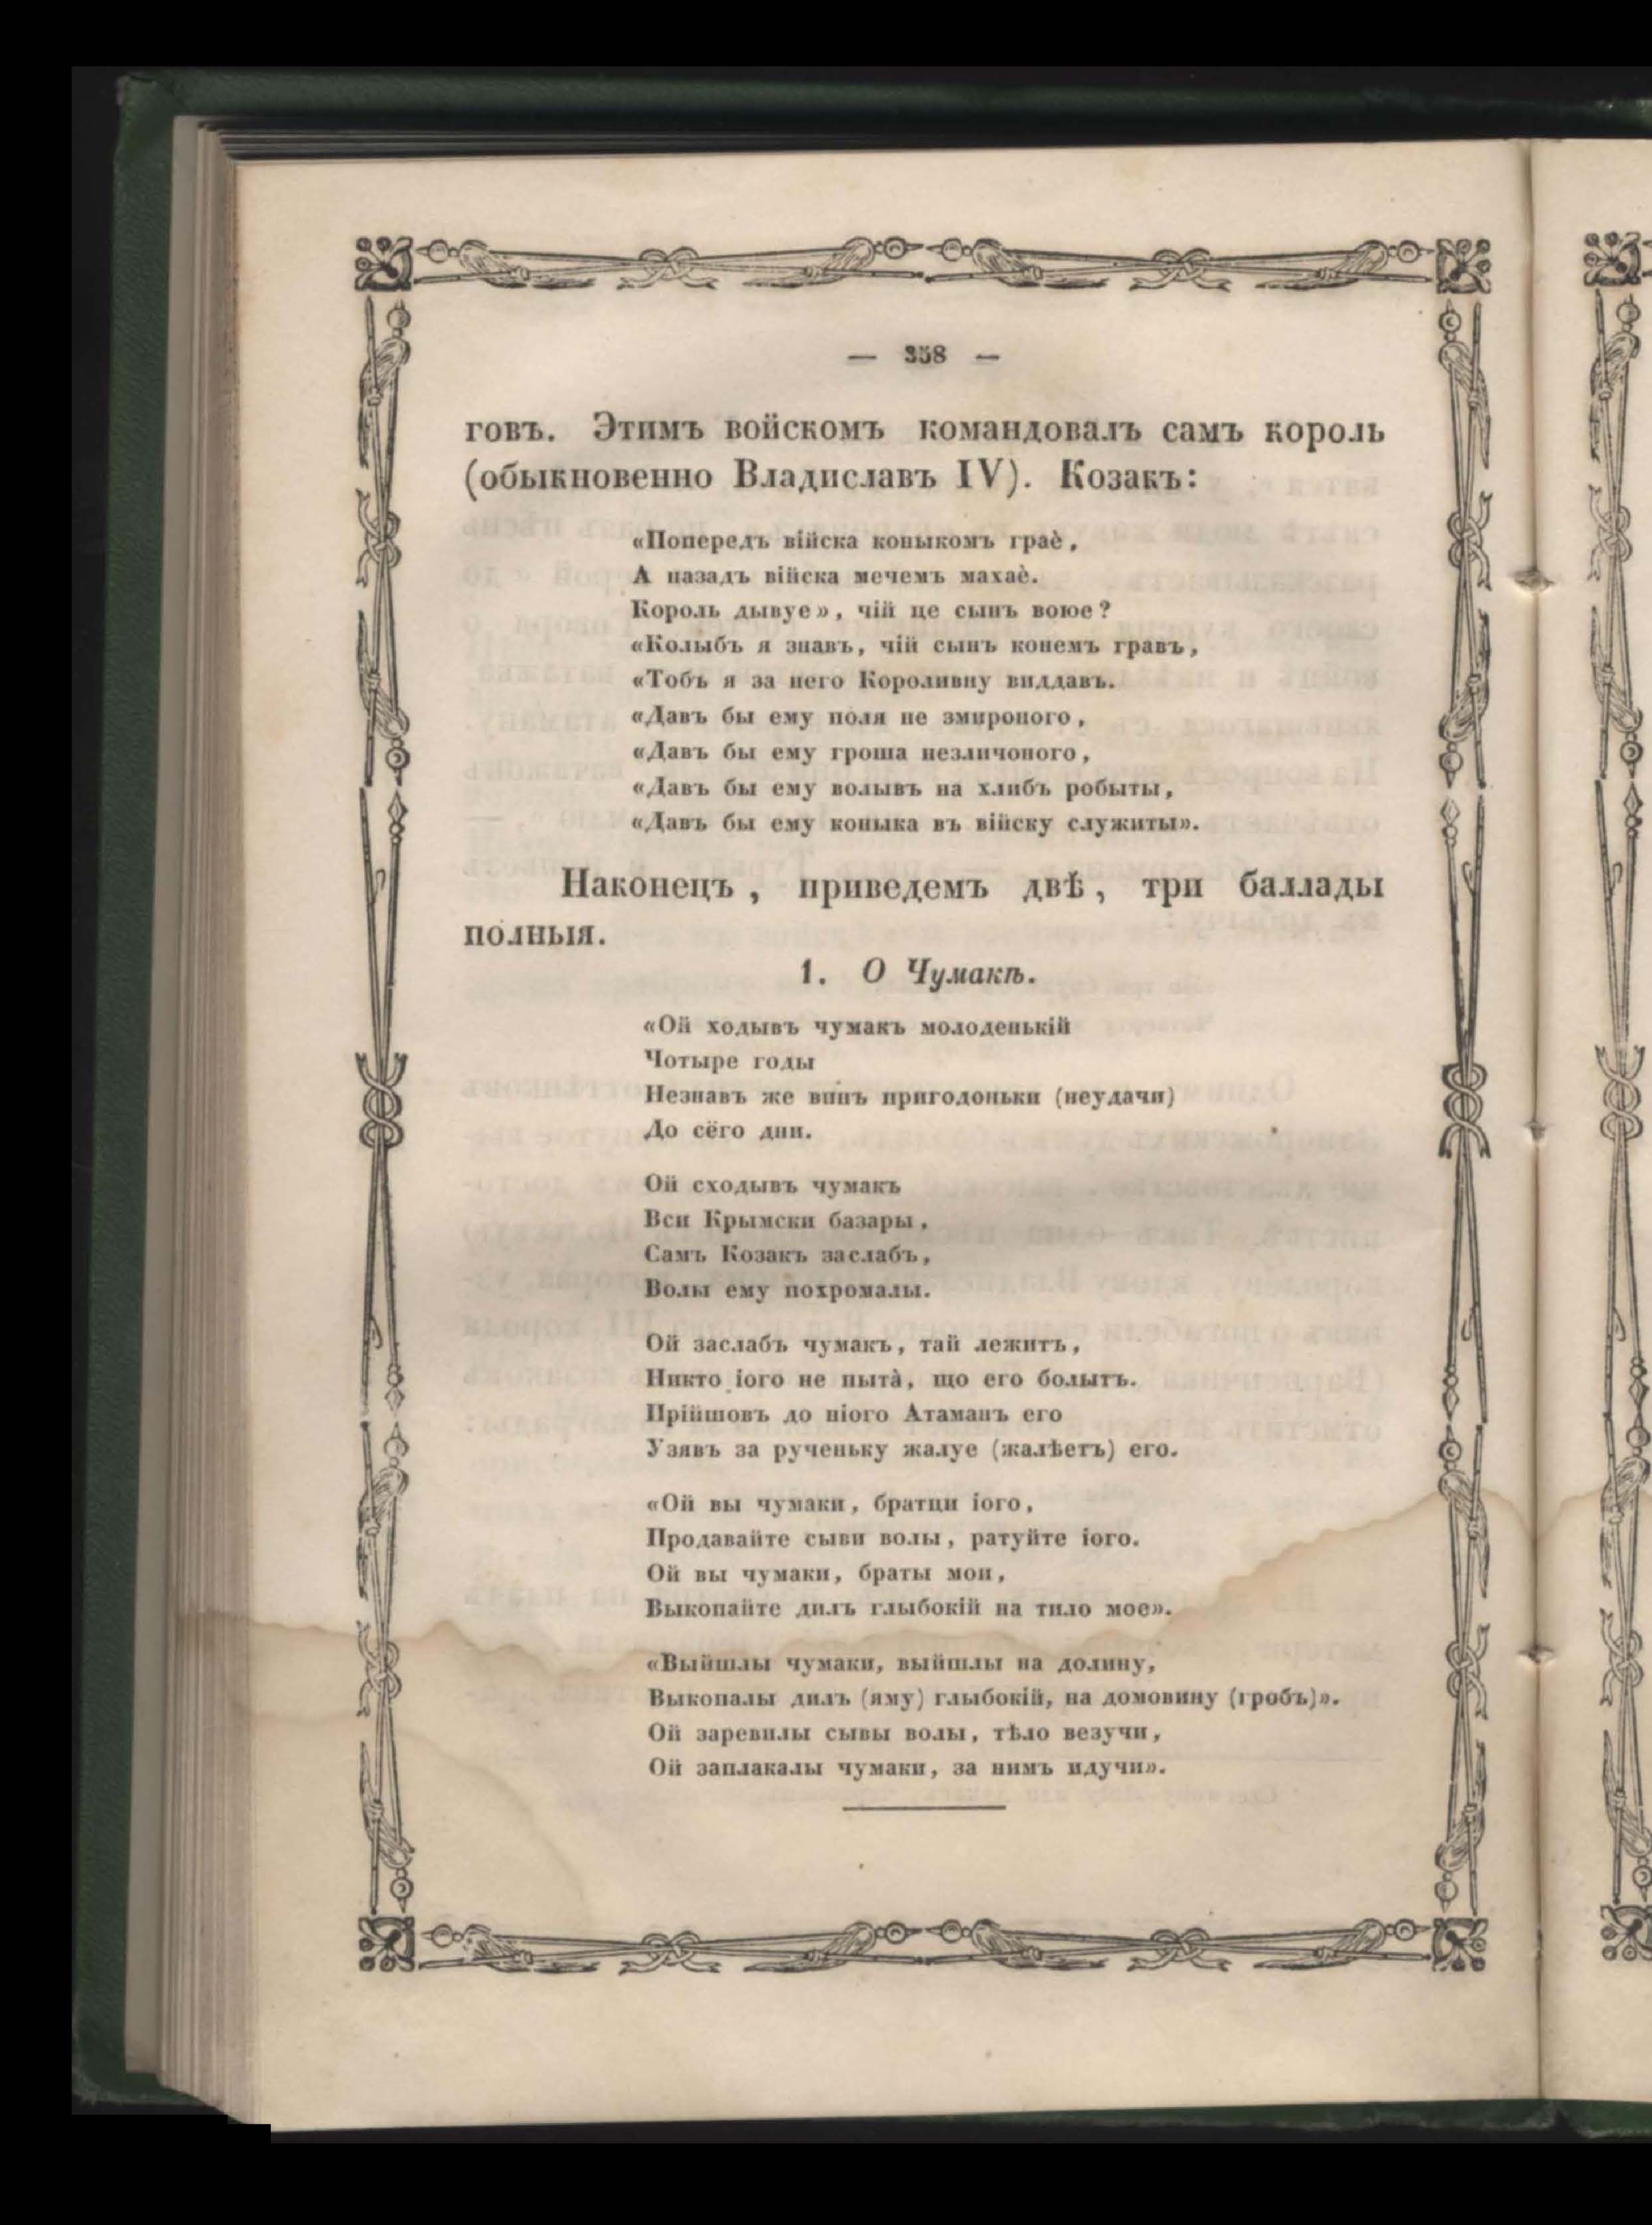 — 358 —
говъ. Этимъ войскомъ командовалъ самъ король
(обыкновенно Владиславъ IV). Козакъ:
«Попередъ війска коныкомъ граѐ,
А назадъ війска мечемъ махаѐ.
Король дывуе», чій це сынъ воюе?
«Колыбъ я знавъ, чій сынъ конемъ гравъ,
«Тобъ я за него Короливну виддавъ.
«Давъ бы ему поля не змироного,
«Давъ бы ему гроша незличоного,
«Давъ бы ему волывъ на хлибъ робыты,
«Давъ бы ему коныка въ війску служиты».
Наконецъ, приведемъ двѣ, три баллады
полныя.
1. О Чумакѣ.
«Ой ходывъ чумакъ молоденькій
Чотыре годы
Незнавъ же винъ пригодоньки (неудачи)
До сёго дни.
Ой сходывъ чумакъ
Вси Крымски базары,
Самъ Козакъ заслабъ,
Волы ему похромалы.
Ой заслабъ чумакъ, тай лежить,
Никто іого не пыта̀, що его болыть.
Прійшовъ до ніого Атаманъ его
Узявъ за рученьку жалуе (жалѣетъ) его.
«Ой вы чумаки, братци іого,
Продавайте сыви волы, ратуйте іого.
Ой вы чумаки, браты мои,
Выкопайте дилъ глыбокій на тило мое».
«Выйшлы чумаки, выйшлы на долину,
Выкопалы дилъ (яму) глыбокій, на домовину (гробъ)».
Ой заревилы сывы волы, тѣло везучи,
Ой заплакалы чумаки, за нимъ идучи».